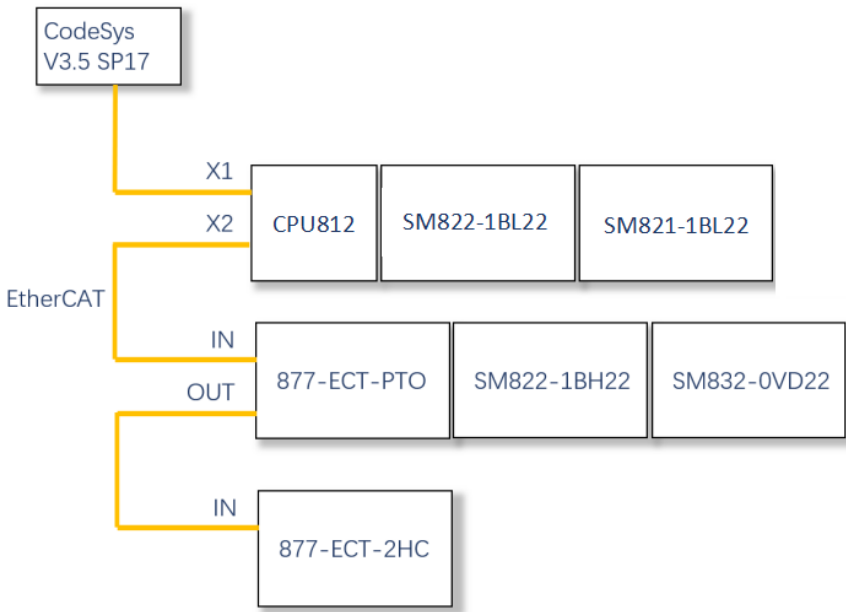 CodeSys
V3.5 SP17
X1
X2
CPU812
SM822-1BL22
SM821-1BL22
EtherCAT
IN
OUT
877-ECT-PTO
SM822-1BH22
SM832-0VD22
IN
877-ECT-2HC